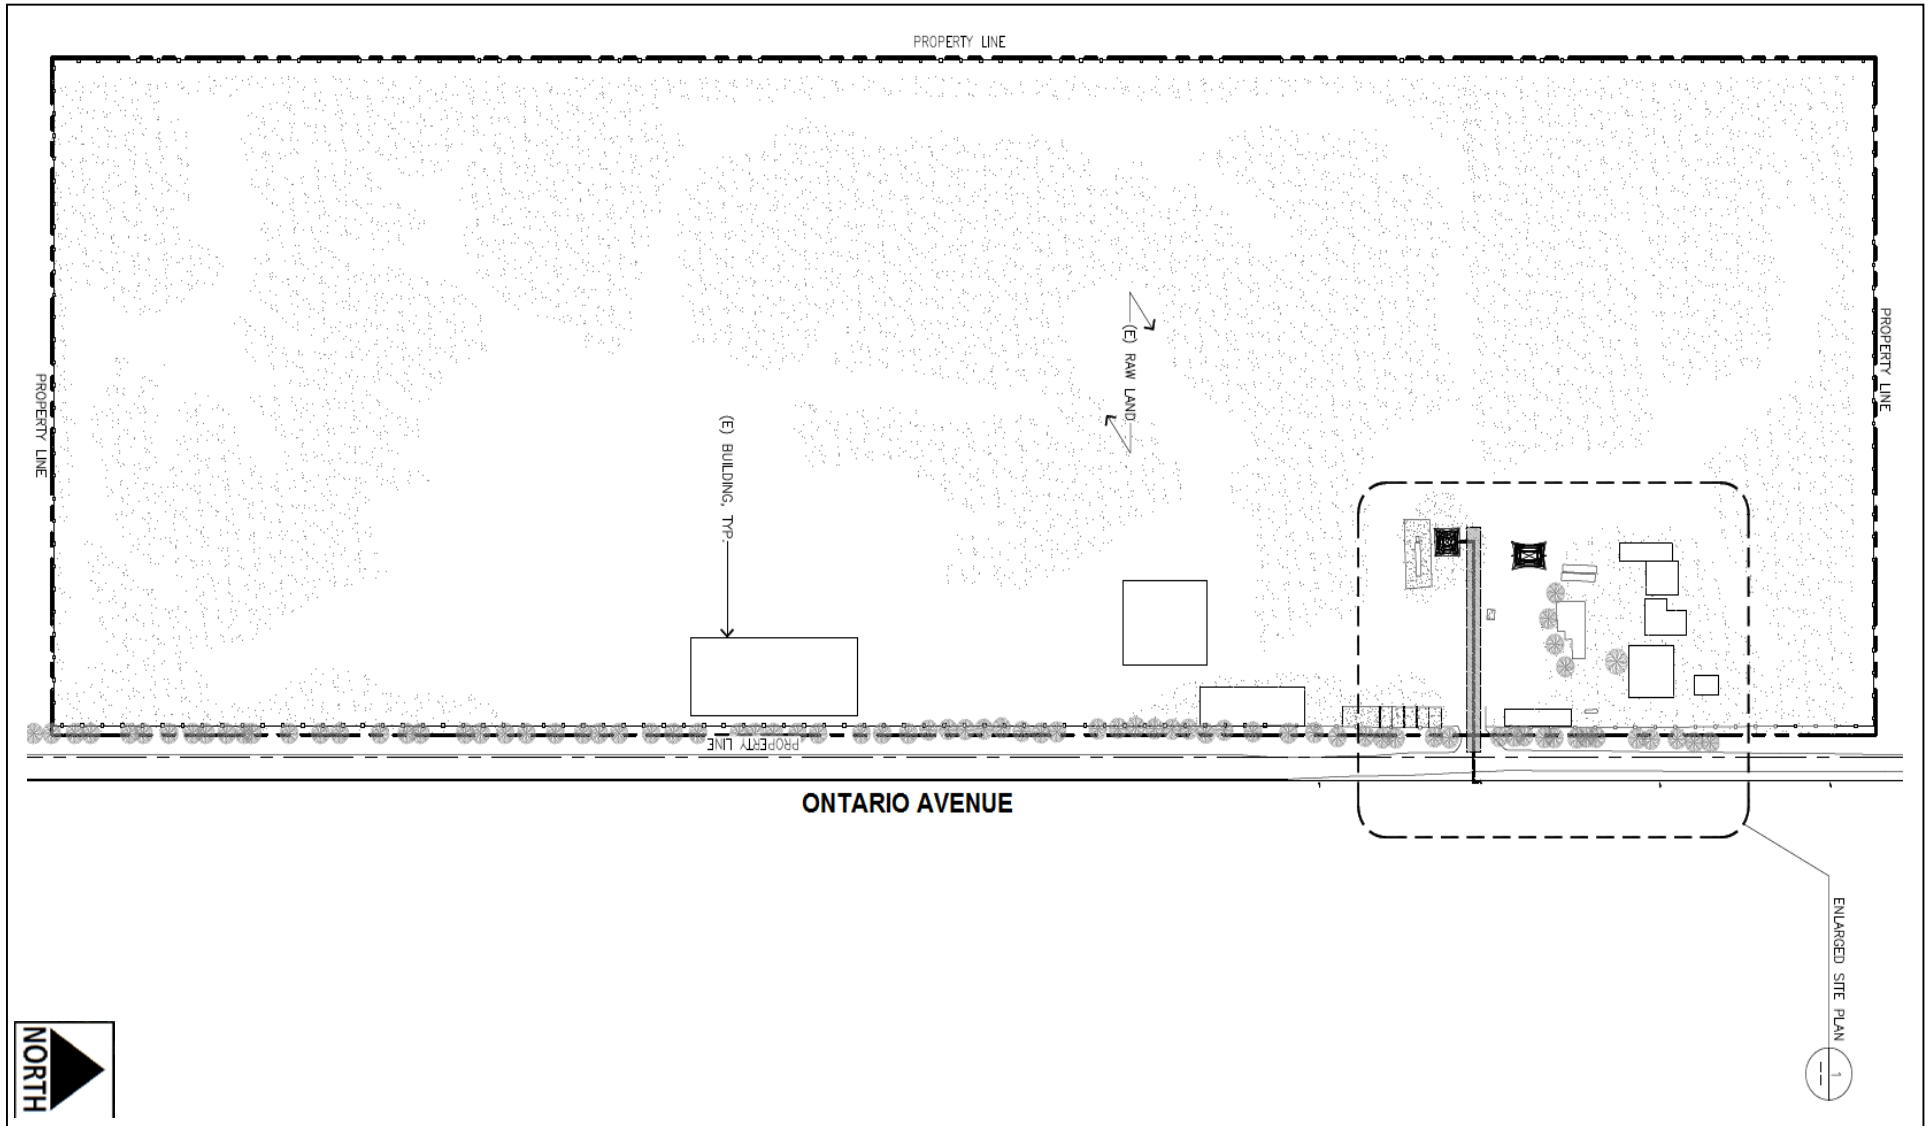 PROPERTY LINE
PROPERTY LINE
(E) RAW LAND
PROPERTY LINE
(E) BUILDING, TYP.
PROPERTY LINE
ONTARIO AVENUE
ENLARGED SITE PLAN
1
--
NORTH